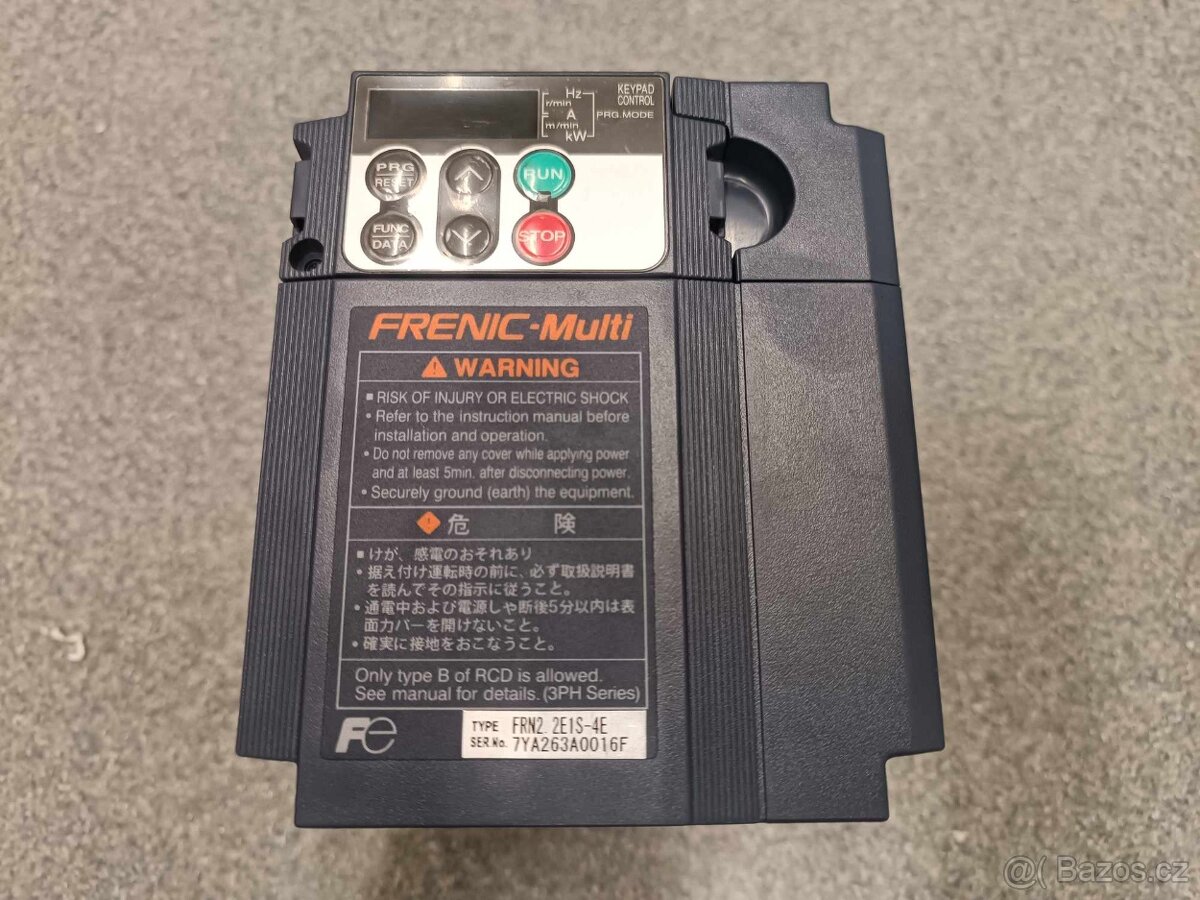 Hz
r/min
= A
m/min
kW
KEYPAD
CONTROL
PRG.MODE
PRG
RESET
RUN
FUNC
DATA
STOP
FRENIC-Multi
WARNING
■ RISK OF INJURY OR ELECTRIC SHOCK
• Refer to the instruction manual before
installation and operation.
• Do not remove any cover while applying power
and at least 5min. after disconnecting power.
• Securely ground (earth) the equipment.
危 険
■ けが、感電のおそれあり
• 据え付け運転時の前に、必ず取扱説明書
を読んでその指示に従うこと。
• 通電中および電源しゃ断後5分以内は表
面カバーを開けないこと。
• 確実に接地をおこなうこと。
Only type B of RCD is allowed.
See manual for details. (3PH Series)
Fe
TYPE FRN2.2E1S-4E
SER.No. 7YA263A0016F
@( Bazos.cz